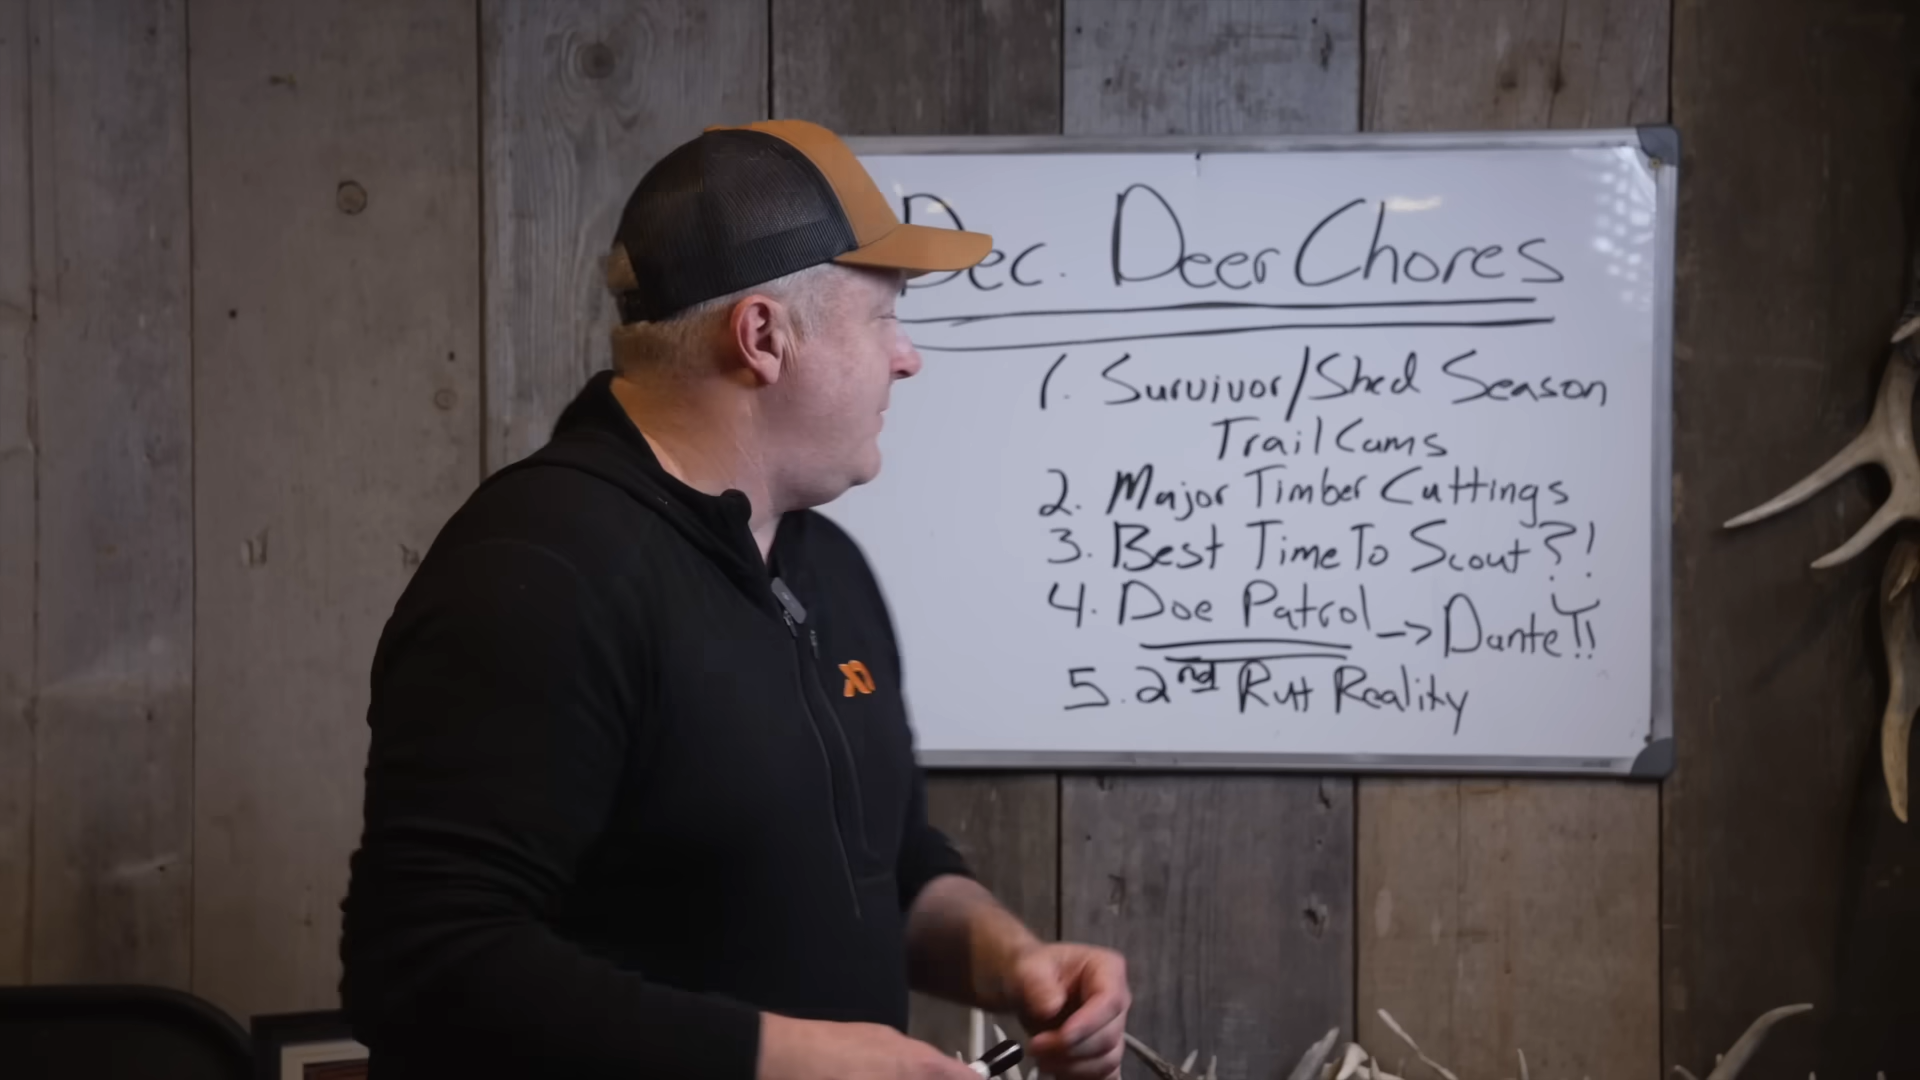 Dec. Deer Chores
1. Survivor/Shed Season
Trail Cams
2. Major Timber Cuttings
3. Best Time To Scout?!
4. Doe Patrol -> Dante!!
5. 2nd Rut Reality